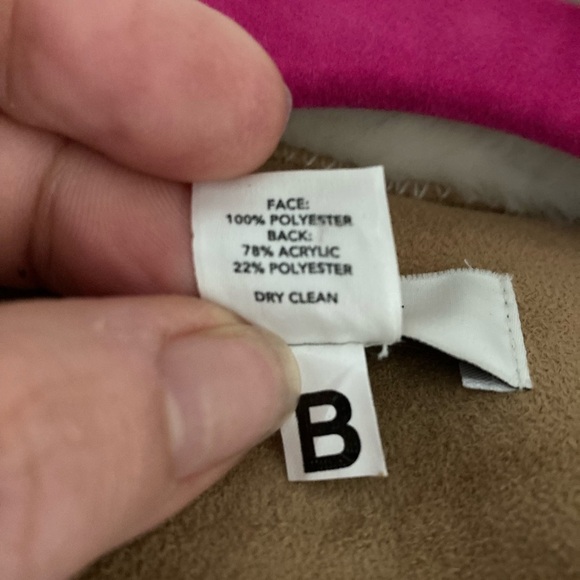 FACE:
100% POLYESTER
BACK:
78% ACRYLIC
22% POLYESTER
DRY CLEAN
B